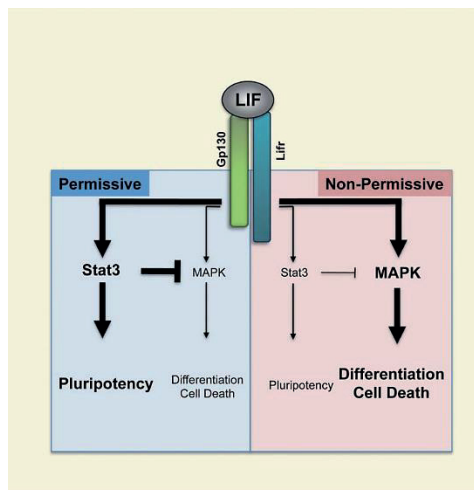 LIF
Gp130
Lifr
Permissive
Non-Permissive
Stat3
MAPK
Stat3
MAPK
Pluripotency
Differentiation
Cell Death
Pluripotency
Differentiation
Cell Death